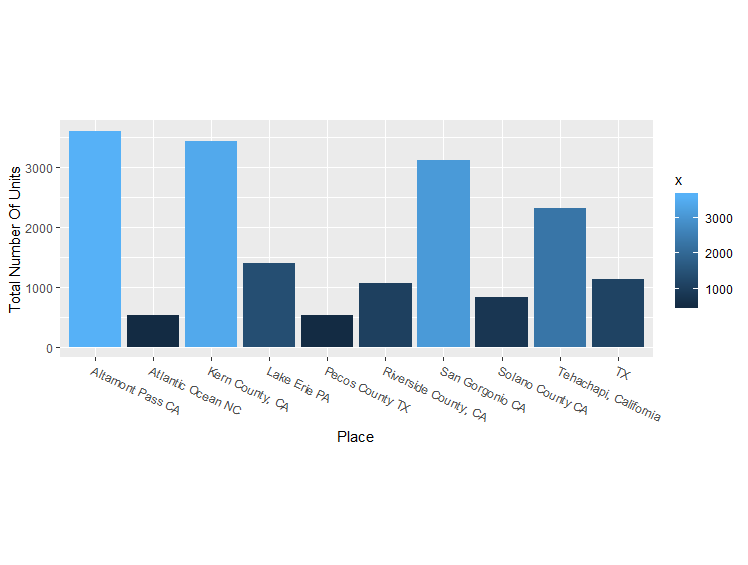 Total Number Of Units
3000
2000
1000
0
Altamont Pass CA
Atlantic Ocean NC
Kern County, CA
Lake Erie PA
Pecos County TX
Riverside County, CA
San Gorgonio CA
Solano County CA
Tehachapi, California
TX
Place
x
3000
2000
1000